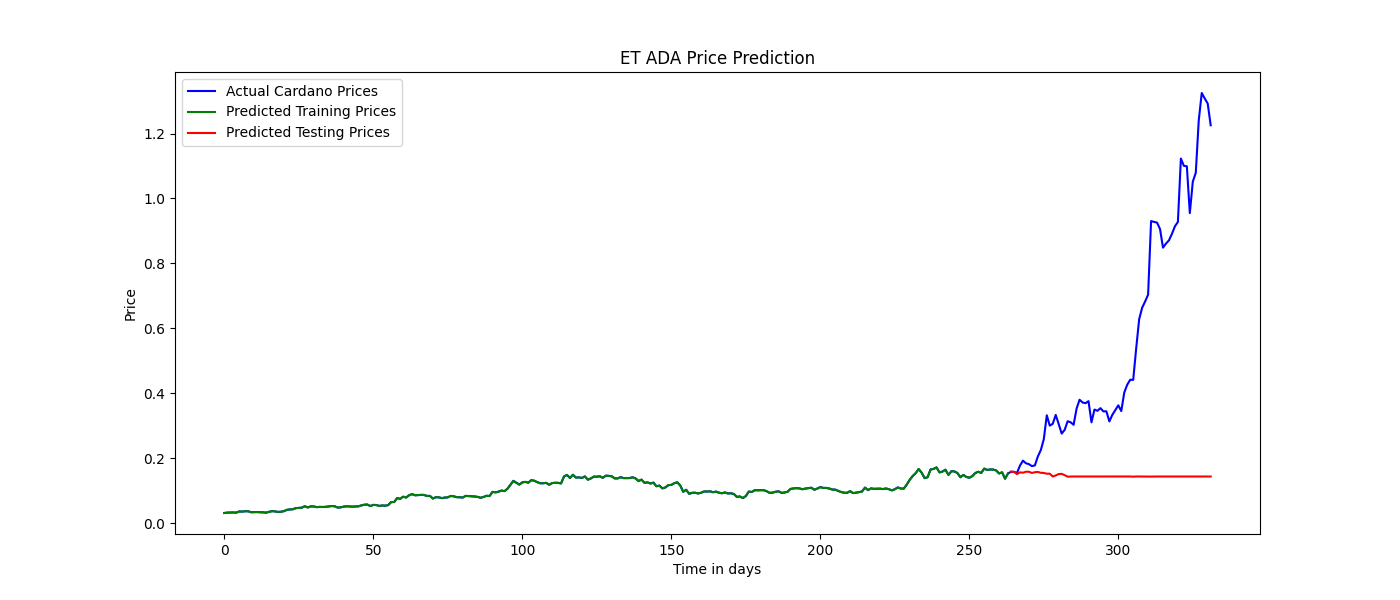 ET ADA Price Prediction
Actual Cardano Prices
Predicted Training Prices
Predicted Testing Prices
Price
1.2
1.0
0.8
0.6
0.4
0.2
0.0
0 50 100 150 200 250 300
Time in days